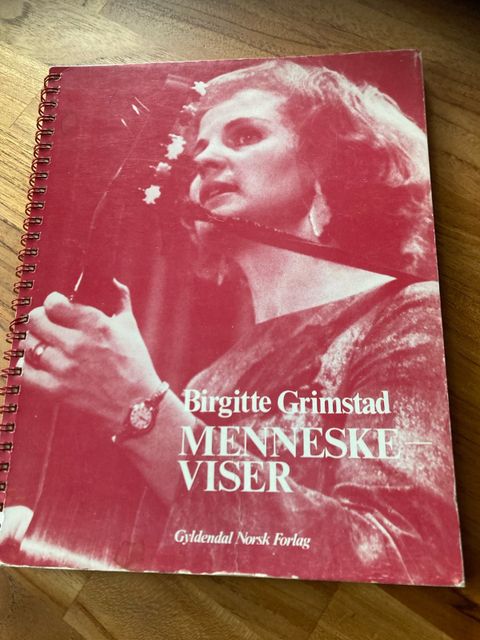 Birgitte Grimstad
MENNESKE–
VISER
Gyldendal Norsk Forlag